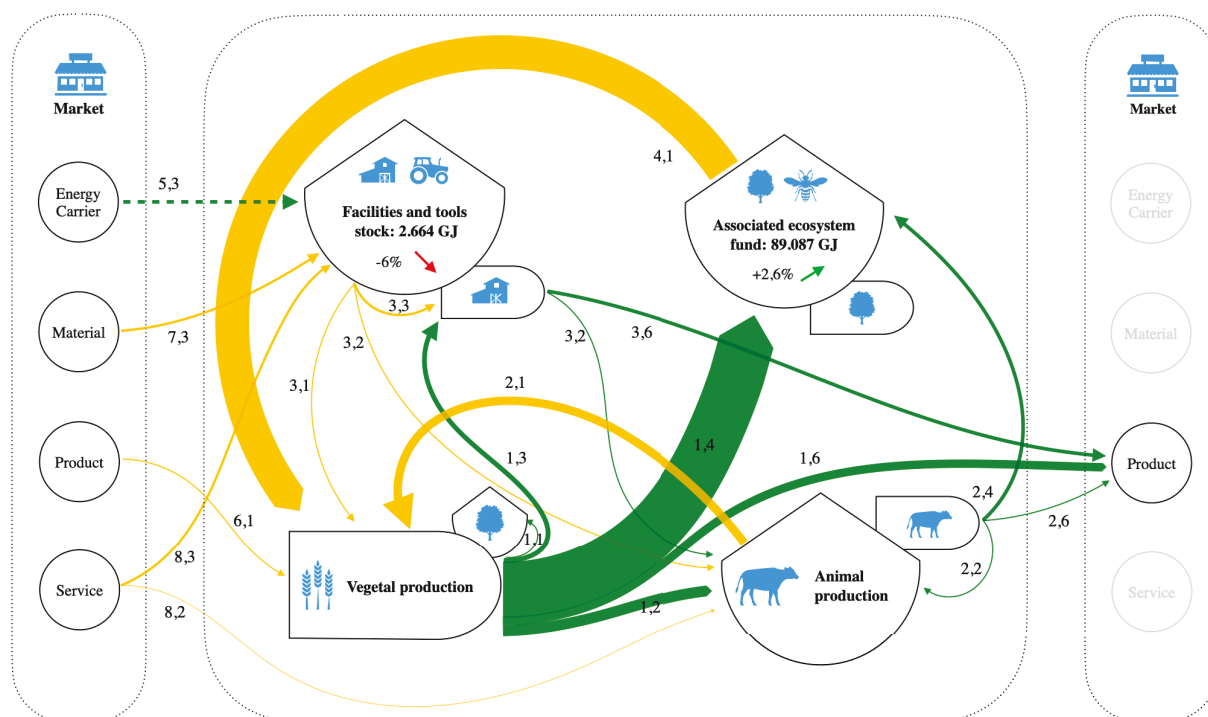 Market
Energy
Carrier
Material
Product
Service
5,3
7,3
6,1
8,3
8,2
Facilities and tools
stock: 2.664 GJ
-6%
3,3
3,2
3,1
4,1
Associated ecosystem
fund: 89.087 GJ
+2,6%
3,2
3,6
2,1
1,3
1,4
1,6
1,1
1,2
Vegetal production
Animal
production
2,4
2,6
2,2
Market
Energy
Carrier
Material
Product
Service